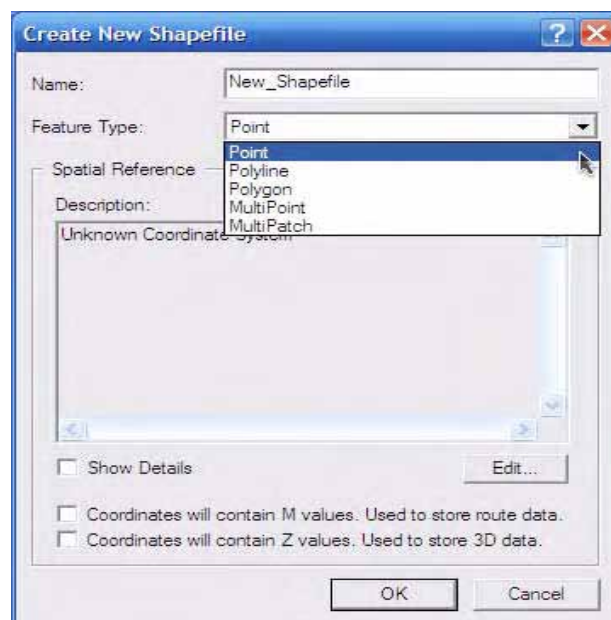 Create New Shapefile
Name:
New_Shapefile
Feature Type:
Point
Point
Polyline
Polygon
MultiPoint
MultiPatch
Spatial Reference
Description:
Unknown Coordinate System
Show Details
Edit...
Coordinates will contain M values. Used to store route data.
Coordinates will contain Z values. Used to store 3D data.
OK
Cancel